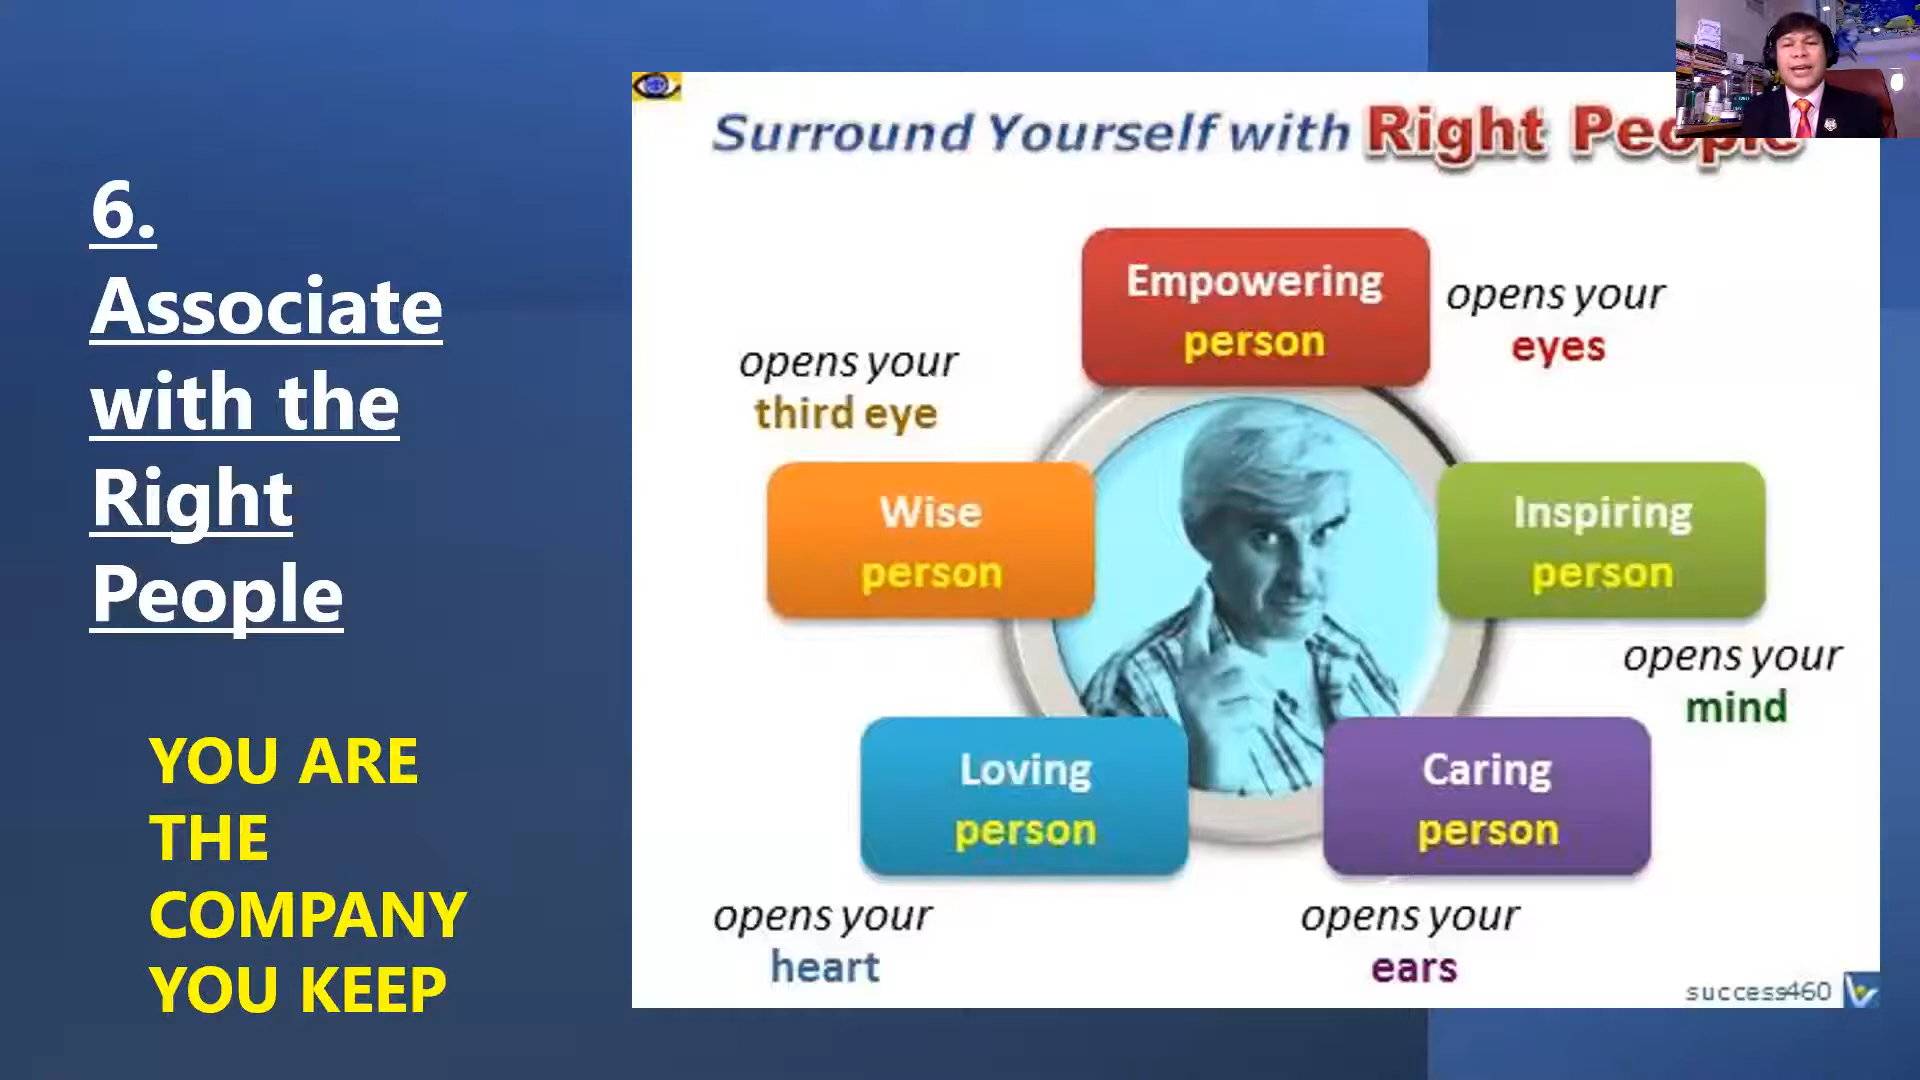 6.
Associate
with the
Right
People
YOU ARE
THE
COMPANY
YOU KEEP
Surround Yourself with Right People
Empowering
person
opens your
eyes
opens your
third eye
Wise
person
Inspiring
person
opens your
mind
Loving
person
Caring
person
opens your
heart
opens your
ears
success460